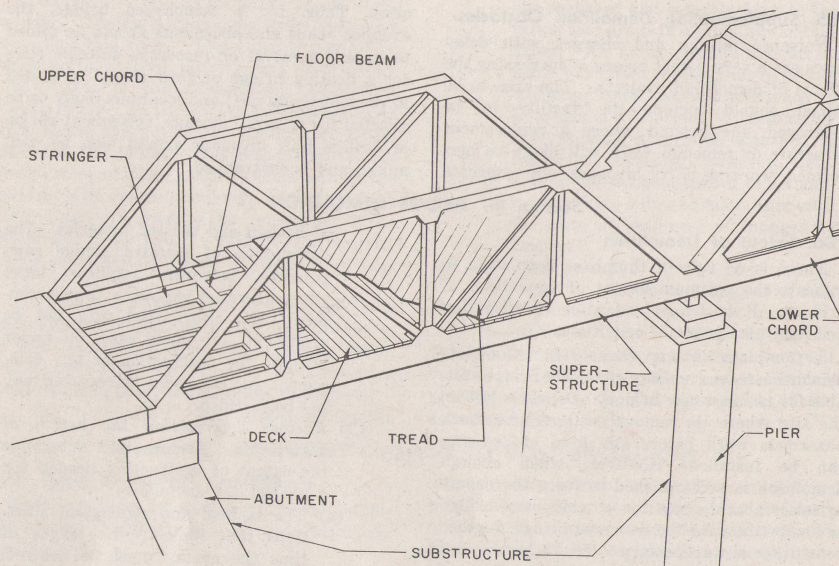 FLOOR BEAM
UPPER CHORD
STRINGER
LOWER
CHORD
SUPER-
STRUCTURE
DECK
TREAD
PIER
ABUTMENT
SUBSTRUCTURE